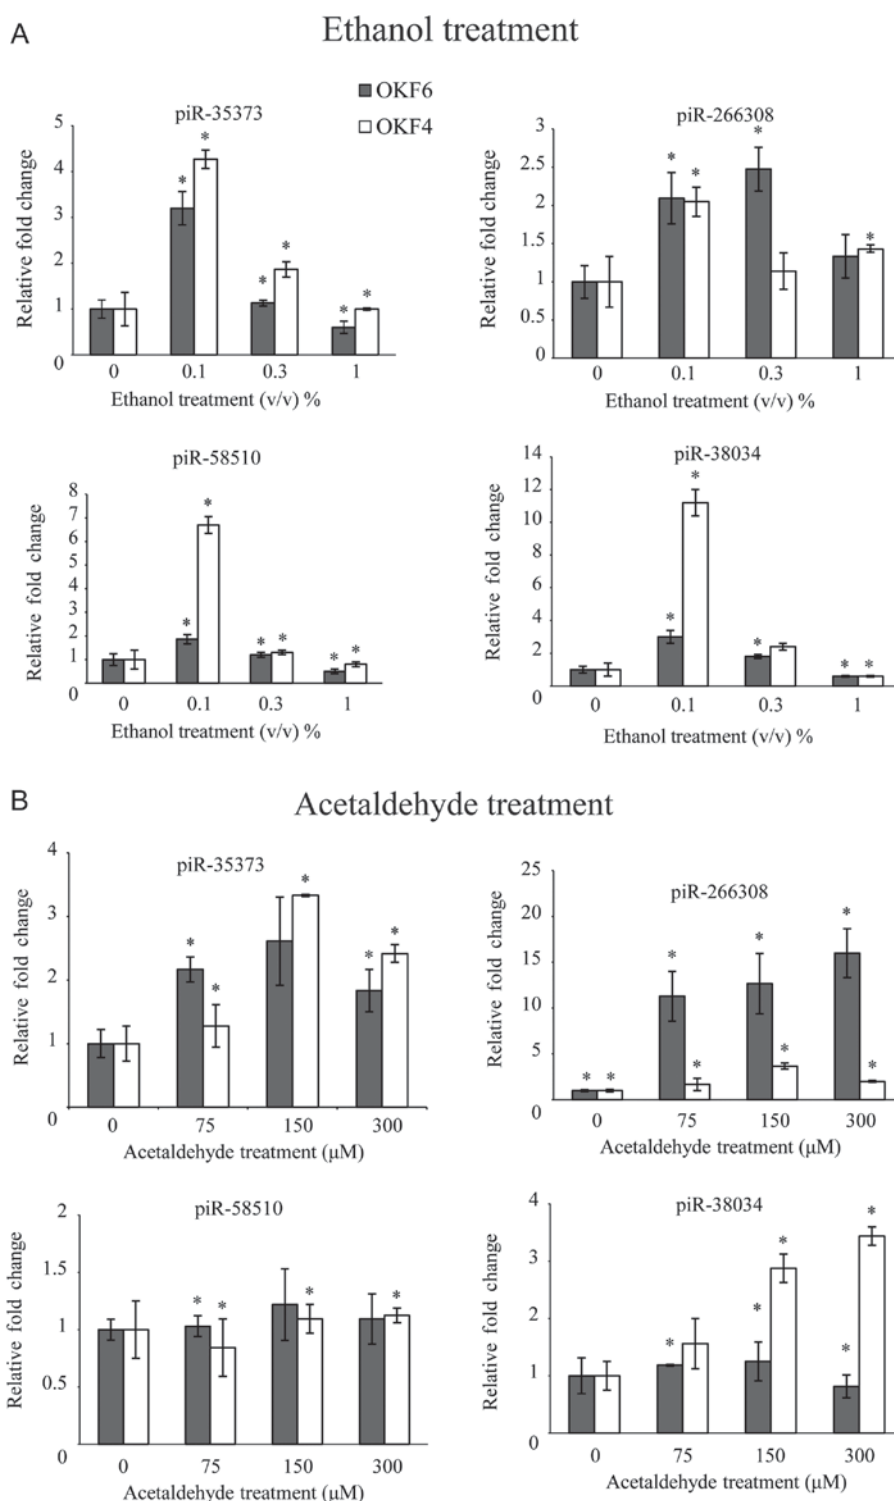 A
Ethanol treatment
OKF6
OKF4
piR-35373
Relative fold change
5
4
3
2
1
0
* * * * * *
0 0.1 0.3 1
Ethanol treatment (v/v) %
piR-266308
Relative fold change
3
2.5
2
1.5
1
0.5
0
* * * *
0 0.1 0.3 1
Ethanol treatment (v/v) %
piR-58510
Relative fold change
8
7
6
5
4
3
2
1
0
* * * * * *
0 0.1 0.3 1
Ethanol treatment (v/v) %
piR-38034
Relative fold change
14
12
10
8
6
4
2
0
* * * * *
0 0.1 0.3 1
Ethanol treatment (v/v) %
B
Acetaldehyde treatment
piR-35373
Relative fold change
4
3
2
1
0
* * * * *
0 75 150 300
Acetaldehyde treatment (μM)
piR-266308
Relative fold change
25
20
15
10
5
0
* * * * * * * *
0 75 150 300
Acetaldehyde treatment (μM)
piR-58510
Relative fold change
2
1.5
1
0.5
0
* * * *
0 75 150 300
Acetaldehyde treatment (μM)
piR-38034
Relative fold change
4
3
2
1
0
* * * * *
0 75 150 300
Acetaldehyde treatment (μM)